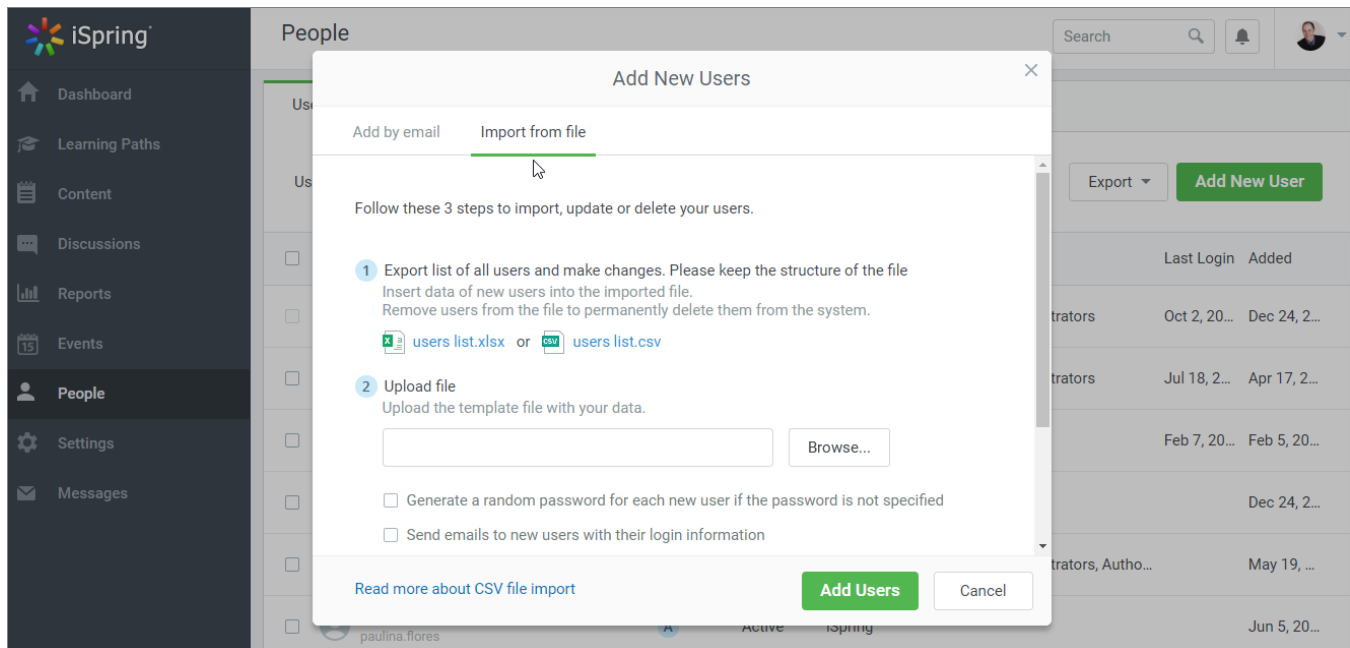 iSpring
People
Search
Dashboard
Learning Paths
Content
Discussions
Reports
15
Events
People
Settings
Messages
Add New Users
Add by email
Import from file
Follow these 3 steps to import, update or delete your users.
1 Export list of all users and make changes. Please keep the structure of the file
Insert data of new users into the imported file.
Remove users from the file to permanently delete them from the system.
users list.xlsx or CSV users list.csv
2 Upload file
Upload the template file with your data.
Browse...
Generate a random password for each new user if the password is not specified
Send emails to new users with their login information
Read more about CSV file import
Add Users
Cancel
Export
Add New User
Last Login Added
trators Oct 2, 20... Dec 24, 2...
trators Jul 18, 2... Apr 17, 2...
Feb 7, 20... Feb 5, 20...
Dec 24, 2...
trators, Autho... May 19, ...
paulina.flores A Active iSpring Jun 5, 20...